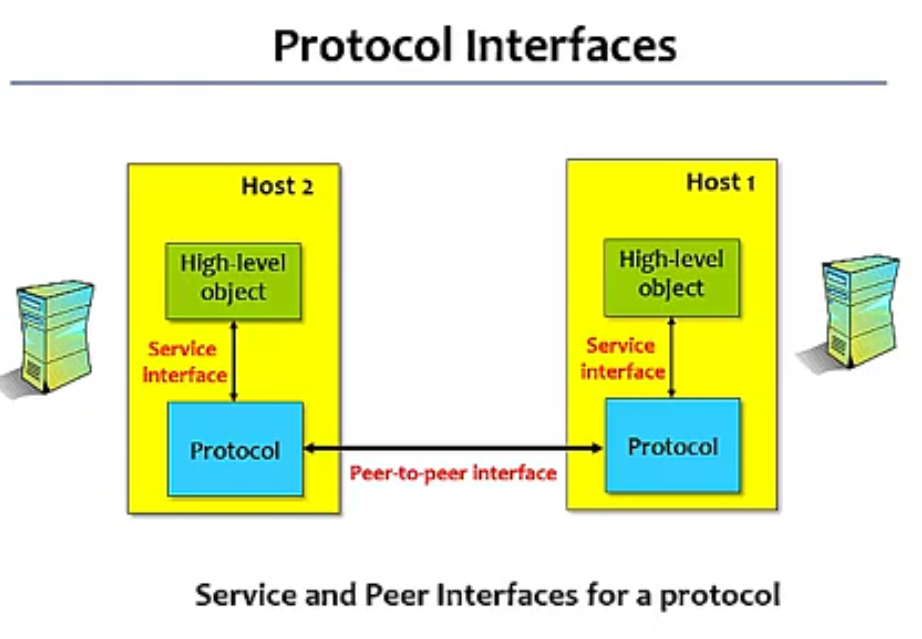 Protocol Interfaces
Host 2
High-level
object
Service
interface
Protocol
Peer-to-peer interface
Host 1
High-level
object
Service
interface
Protocol
Service and Peer Interfaces for a protocol